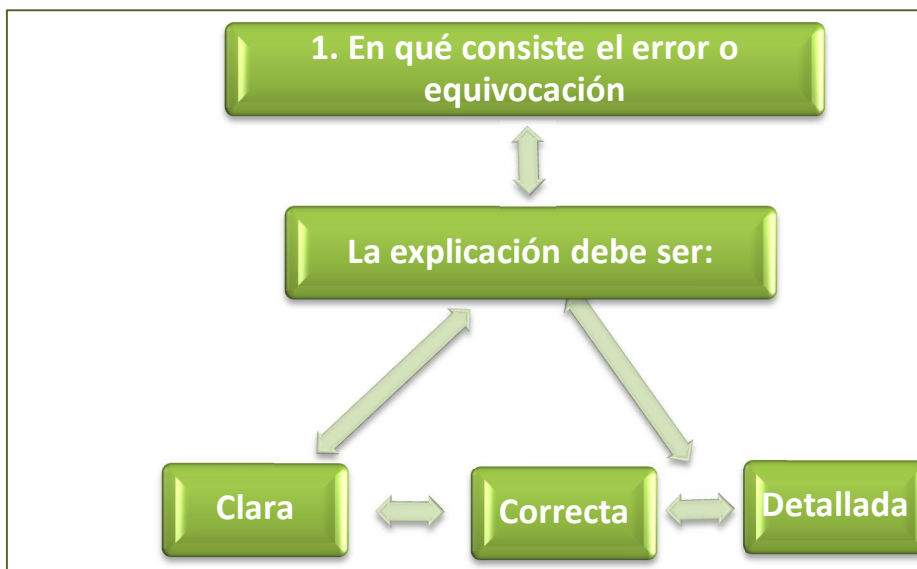 1. En qué consiste el error o
equivocación
La explicación debe ser:
Clara
Correcta
Detallada